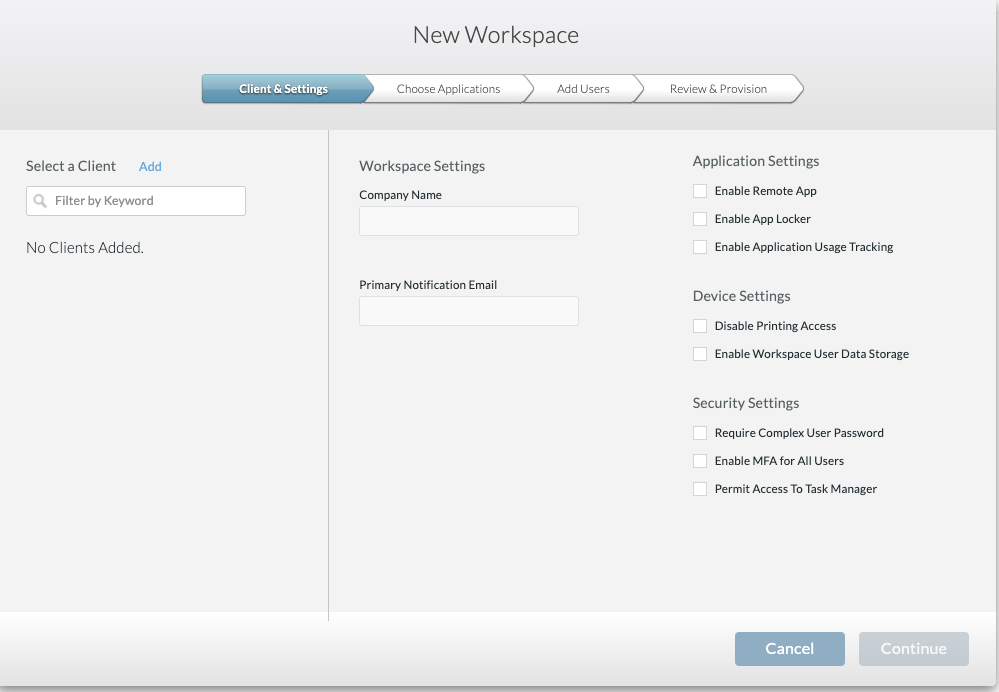 New Workspace
Client & Settings
Choose Applications
Add Users
Review & Provision
Select a Client Add
Filter by Keyword
No Clients Added.
Workspace Settings
Company Name
Primary Notification Email
Application Settings
Enable Remote App
Enable App Locker
Enable Application Usage Tracking
Device Settings
Disable Printing Access
Enable Workspace User Data Storage
Security Settings
Require Complex User Password
Enable MFA for All Users
Permit Access To Task Manager
Cancel
Continue